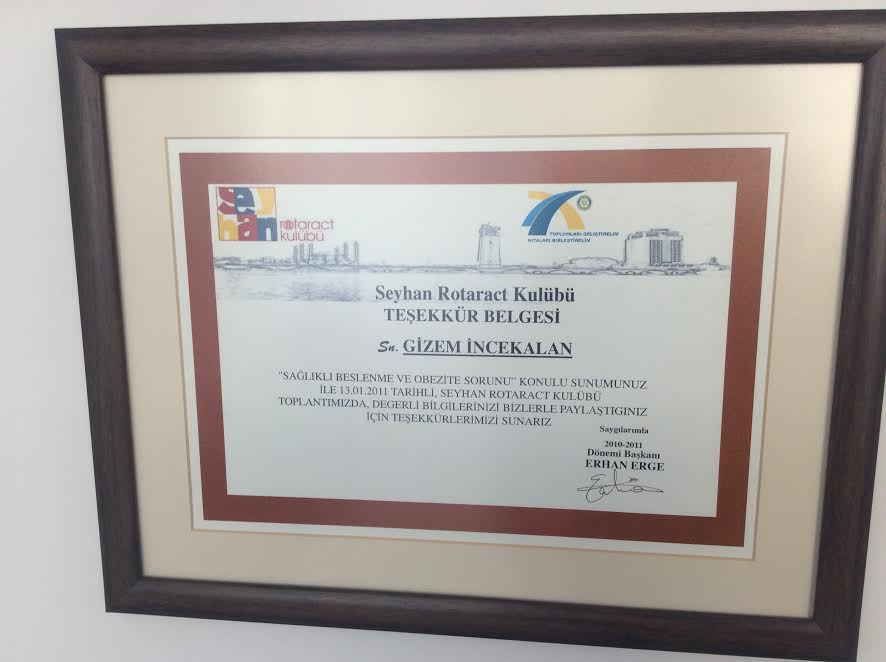 seyhan
rotaract
kulübü
TOPLUMLARI GELİŞTİRELİM
KITALARI BİRLEŞTİRELİM
Seyhan Rotaract Kulübü
TEŞEKKÜR BELGESİ
Sn. GİZEM İNCEKALAN
"SAĞLIKLI BESLENME VE OBEZİTE SORUNU" KONULU SUNUMUNUZ
İLE 13.01.2011 TARİHLİ, SEYHAN ROTARACT KULÜBÜ
TOPLANTIMIZDA, DEGERLİ BİLGİLERİNİZİ BİZLERLE PAYLAŞTIGINIZ
İÇİN TEŞEKKÜRLERİMİZİ SUNARIZ
Saygılarımla
2010-2011
Dönemi Başkanı
ERHAN ERGE